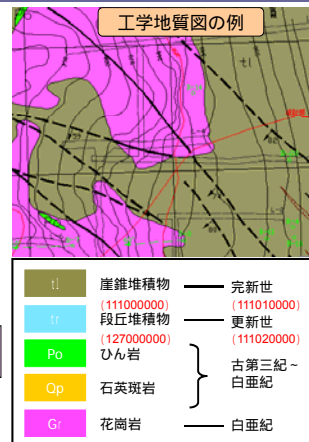 工学地質図の例
tl
tl 崖錐堆積物 完新世
(111000000) (111010000)
tr 段丘堆積物 更新世
(127000000) (111020000)
Po ひん岩
古第三紀~
白亜紀
Qp 石英斑岩
Gr 花崗岩 白亜紀